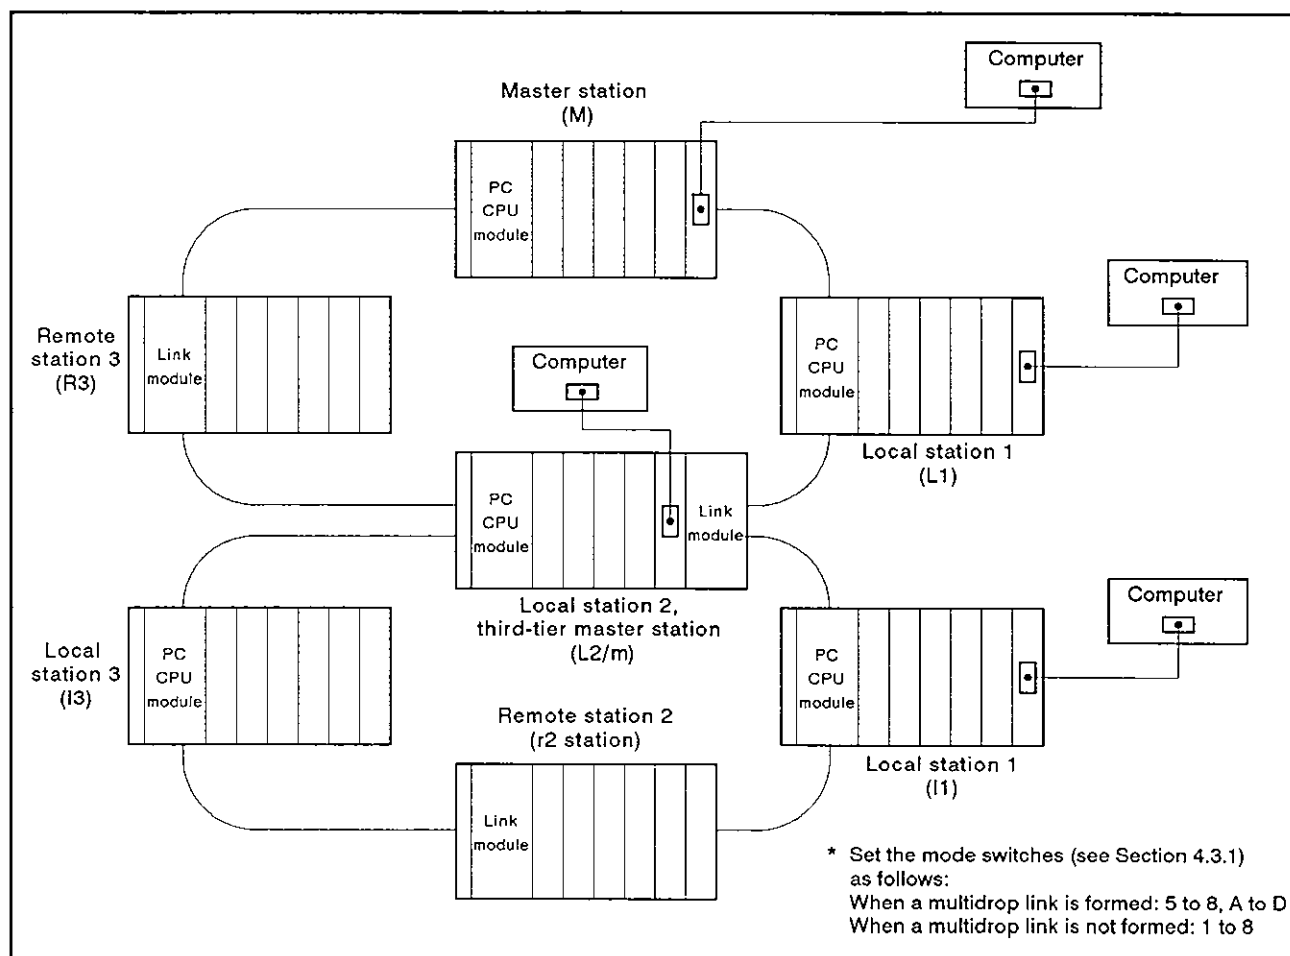 Computer
Master station
(M)
PC
CPU
module
Computer
Remote
station 3
(R3)
Link
module
PC
CPU
module
Computer
Local station 1
(L1)
PC
CPU
module
Link
module
Computer
Local station 2,
third-tier master station
(L2/m)
Local
station 3
(l3)
PC
CPU
module
PC
CPU
module
Remote station 2
(r2 station)
Local station 1
(l1)
Link
module
* Set the mode switches (see Section 4.3.1)
as follows:
When a multidrop link is formed: 5 to 8, A to D
When a multidrop link is not formed: 1 to 8